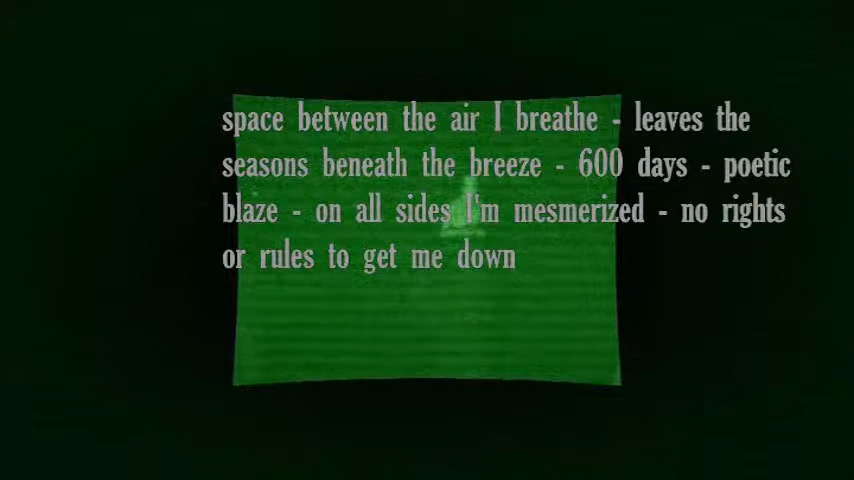 space between the air I breathe - leaves the
seasons beneath the breeze - 600 days - poetic
blaze - on all sides I'm mesmerized - no rights
or rules to get me down